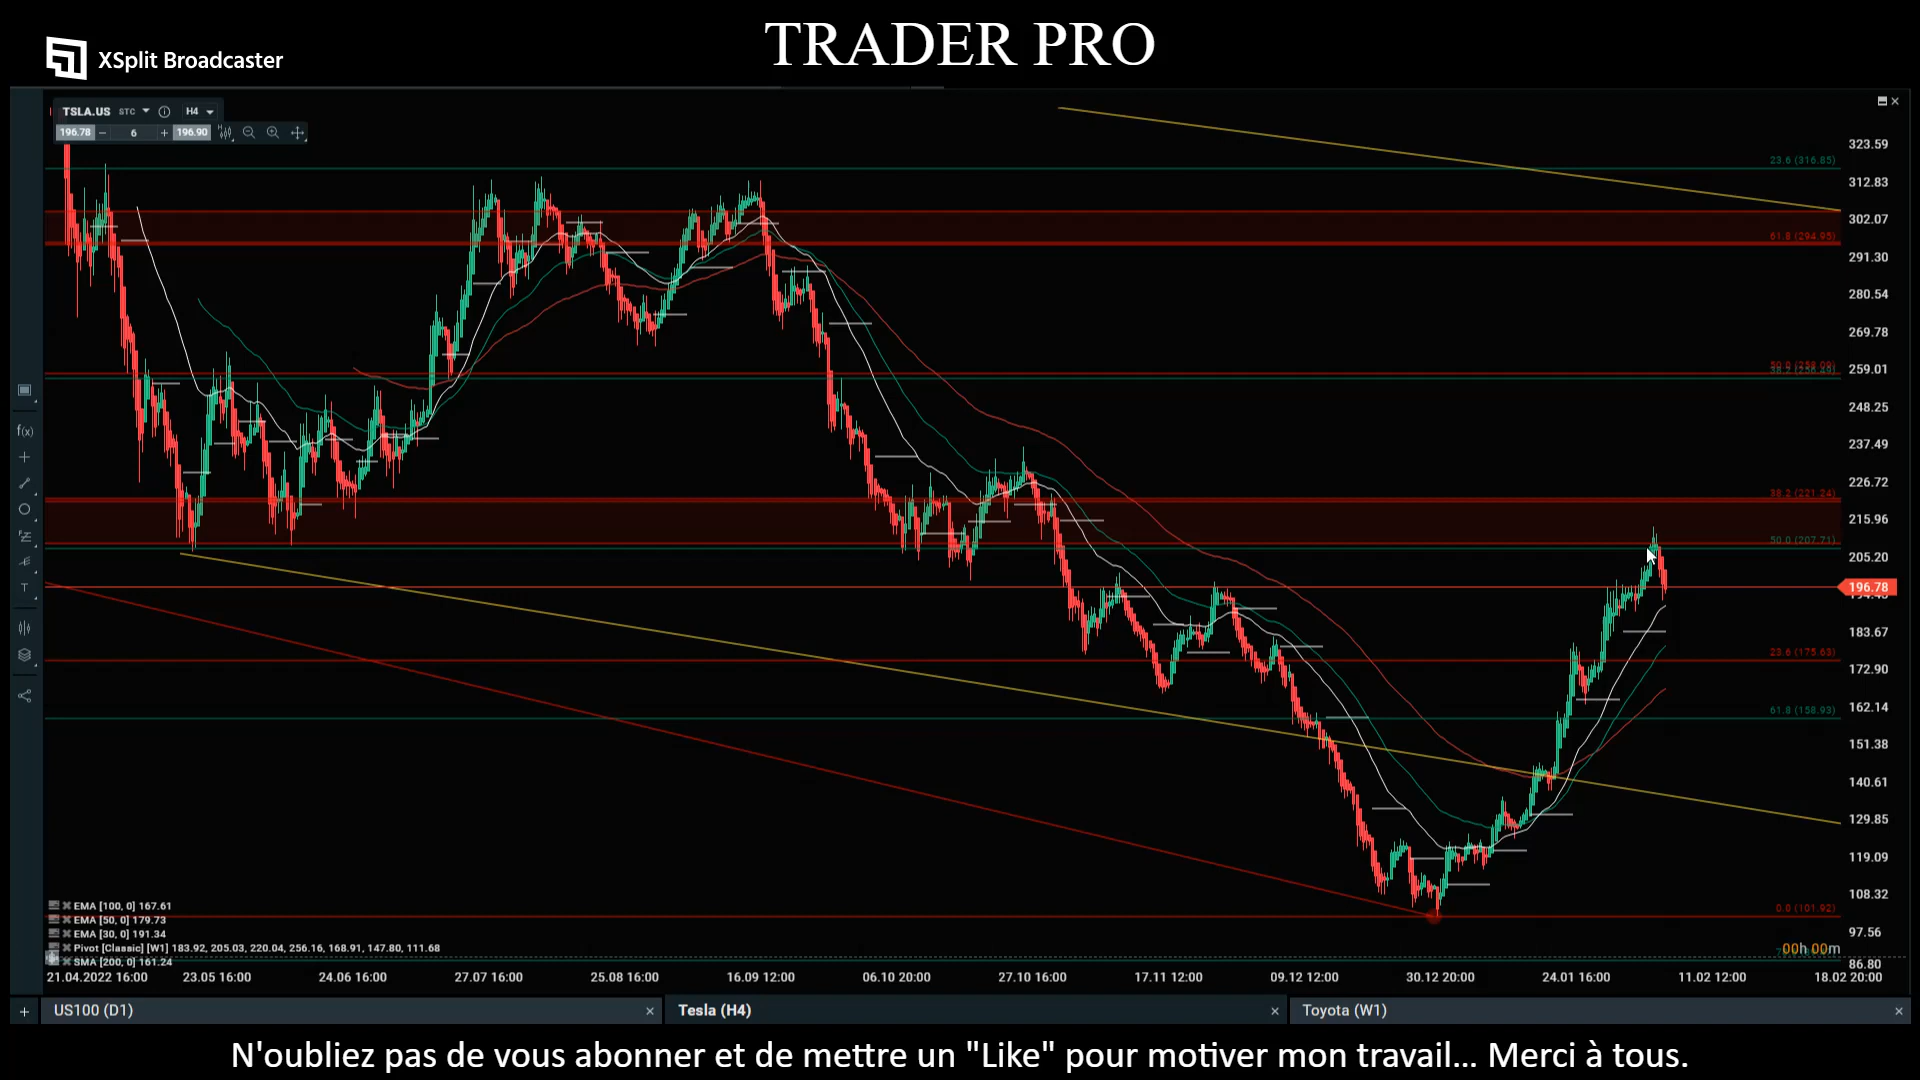 TRADER PRO
XSplit Broadcaster
TSLA.US STC H4
196.78 6 196.90
323.59
23.6 (316.85)
312.83
302.07
61.8 (294.95)
291.30
280.54
269.78
259.01
248.25
237.49
226.72
38.2 (221.24)
215.96
50.0 (207.71)
205.20
196.78
183.67
23.6 (175.63)
172.90
61.8 (158.93)
162.14
151.38
140.61
129.85
119.09
108.32
0.0 (101.92)
97.56
00h 00m
86.80
f(x)
T
EMA [100, 0] 167.61
EMA [50, 0] 179.73
EMA [30, 0] 191.34
Pivot [Classic] [W1] 183.92, 205.03, 220.04, 256.16, 168.91, 147.80, 111.68
SMA [200, 0] 161.24
21.04.2022 16:00 23.05 16:00 24.06 16:00 27.07 16:00 25.08 16:00 16.09 12:00 06.10 20:00 27.10 16:00 17.11 12:00 09.12 12:00 30.12 20:00 24.01 16:00 11.02 12:00 18.02 20:00
US100 (D1) Tesla (H4) Toyota (W1)
N'oubliez pas de vous abonner et de mettre un "Like" pour motiver mon travail... Merci à tous.